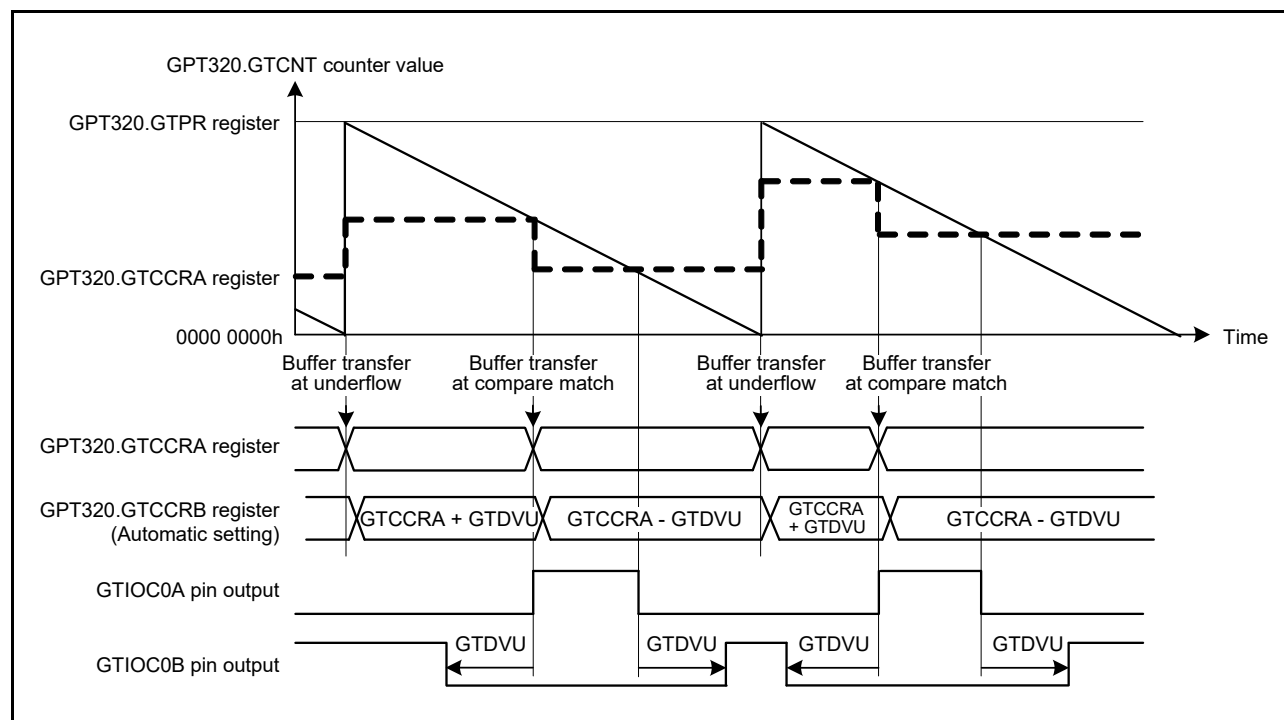 GPT320.GTCNT counter value
GPT320.GTPR register
GPT320.GTCCRA register
0000 0000h
Time
Buffer transfer
at underflow
Buffer transfer
at compare match
Buffer transfer
at underflow
Buffer transfer
at compare match
GPT320.GTCCRA register
GPT320.GTCCRB register
(Automatic setting)
GTCCRA + GTDVU
GTCCRA - GTDVU
GTCCRA
+ GTDVU
GTCCRA - GTDVU
GTIOC0A pin output
GTIOC0B pin output
GTDVU
GTDVU
GTDVU
GTDVU